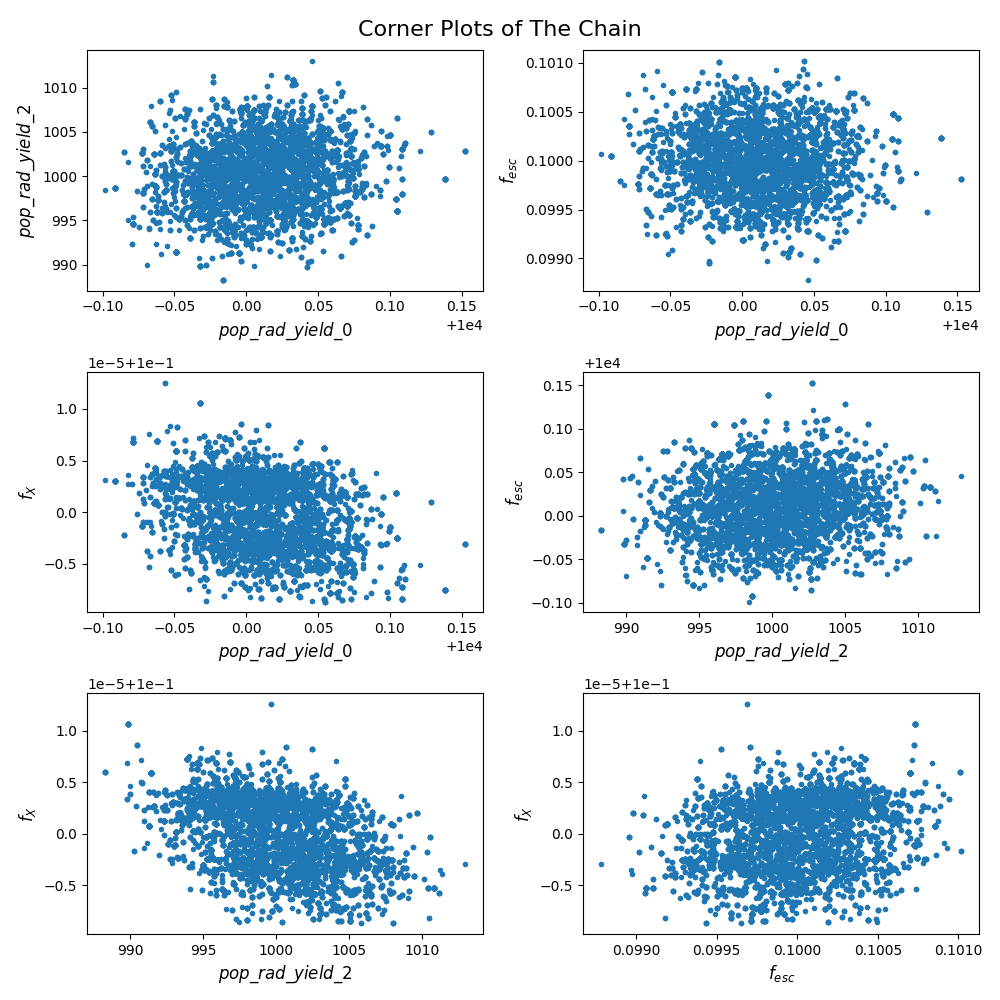 Corner Plots of The Chain
1010
1005
1000
995
990
pop_rad_yield_2
−0.10 −0.05 0.00 0.05 0.10 0.15
+1e4
pop_rad_yield_0
0.1010
0.1005
0.1000
0.0995
0.0990
f_esc
−0.10 −0.05 0.00 0.05 0.10 0.15
+1e4
pop_rad_yield_0
1e−5+1e−1
1.0
0.5
0.0
−0.5
f_X
−0.10 −0.05 0.00 0.05 0.10 0.15
+1e4
pop_rad_yield_0
+1e4
0.15
0.10
0.05
0.00
−0.05
−0.10
f_esc
990 995 1000 1005 1010
pop_rad_yield_2
1e−5+1e−1
1.0
0.5
0.0
−0.5
f_X
990 995 1000 1005 1010
pop_rad_yield_2
1e−5+1e−1
1.0
0.5
0.0
−0.5
f_X
0.0990 0.0995 0.1000 0.1005 0.1010
f_esc